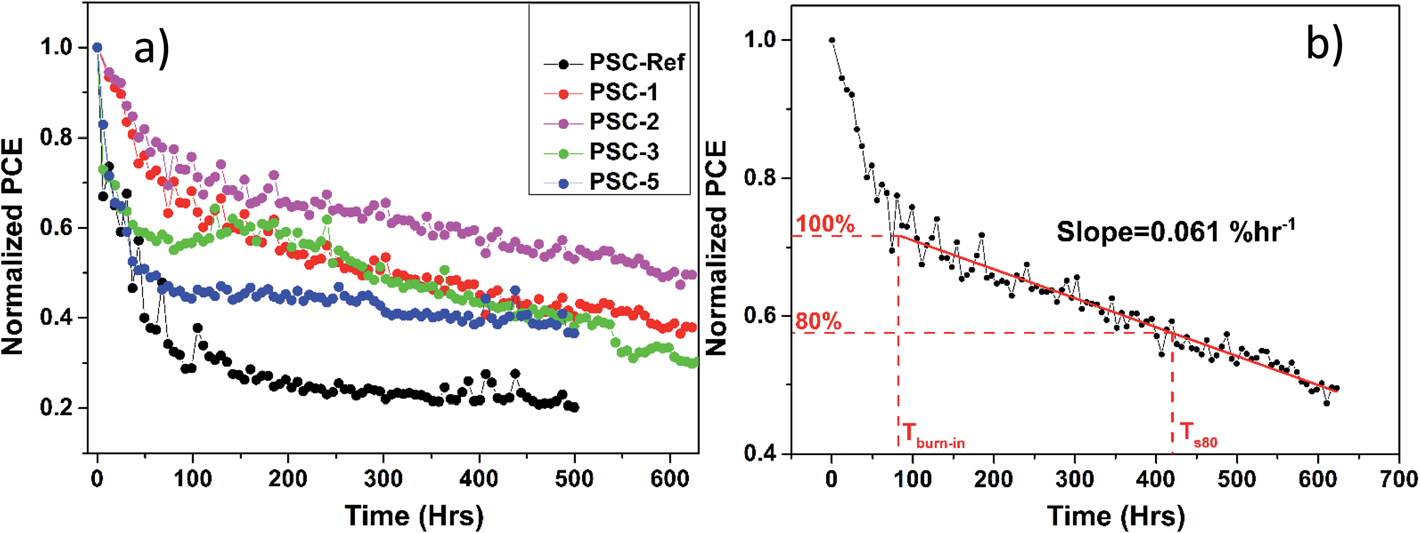 a)
Normalized PCE
1.0
0.8
0.6
0.4
0.2
PSC-Ref
PSC-1
PSC-2
PSC-3
PSC-5
0 100 200 300 400 500 600
Time (Hrs)
b)
Normalized PCE
1.0
0.8
0.6
0.4
100%
80%
Slope=0.061 %hr⁻¹
T_burn-in
T_s80
0 100 200 300 400 500 600 700
Time (Hrs)